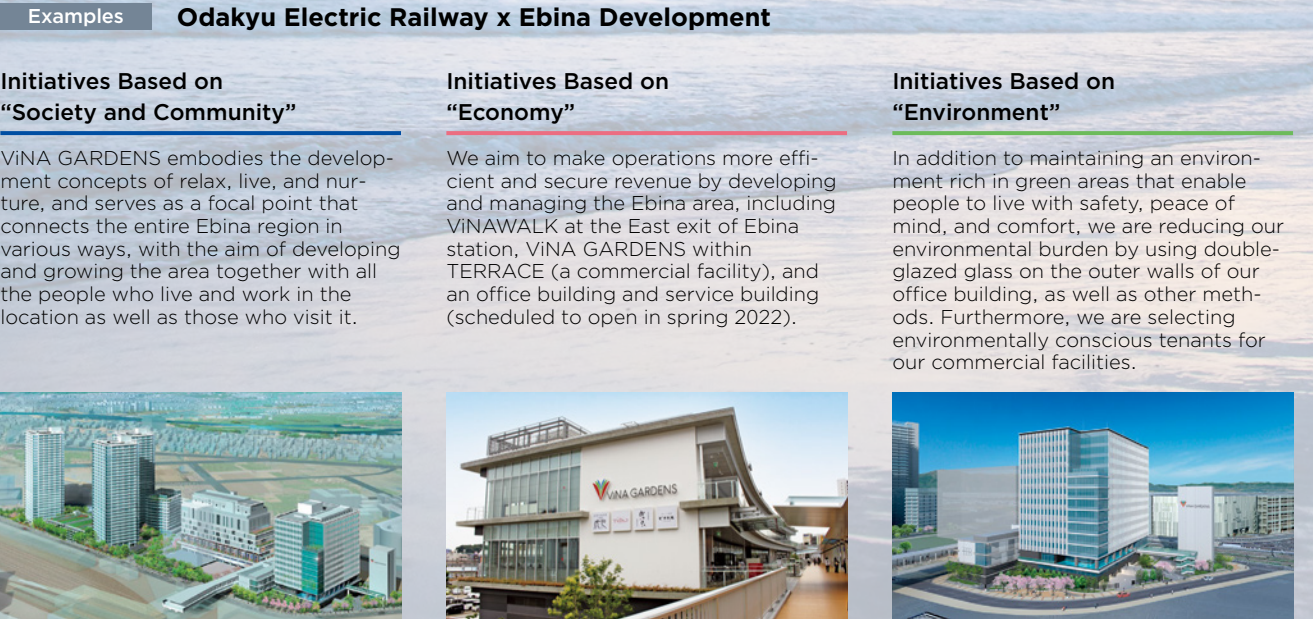 Examples
Odakyu Electric Railway x Ebina Development
Initiatives Based on
“Society and Community”
ViNA GARDENS embodies the develop-
ment concepts of relax, live, and nur-
ture, and serves as a focal point that
connects the entire Ebina region in
various ways, with the aim of developing
and growing the area together with all
the people who live and work in the
location as well as those who visit it.
Initiatives Based on
“Economy”
We aim to make operations more effi-
cient and secure revenue by developing
and managing the Ebina area, including
ViNAWALK at the East exit of Ebina
station, ViNA GARDENS within
TERRACE (a commercial facility), and
an office building and service building
(scheduled to open in spring 2022).
Initiatives Based on
“Environment”
In addition to maintaining an environ-
ment rich in green areas that enable
people to live with safety, peace of
mind, and comfort, we are reducing our
environmental burden by using double-
glazed glass on the outer walls of our
office building, as well as other meth-
ods. Furthermore, we are selecting
environmentally conscious tenants for
our commercial facilities.
ViNA GARDENS